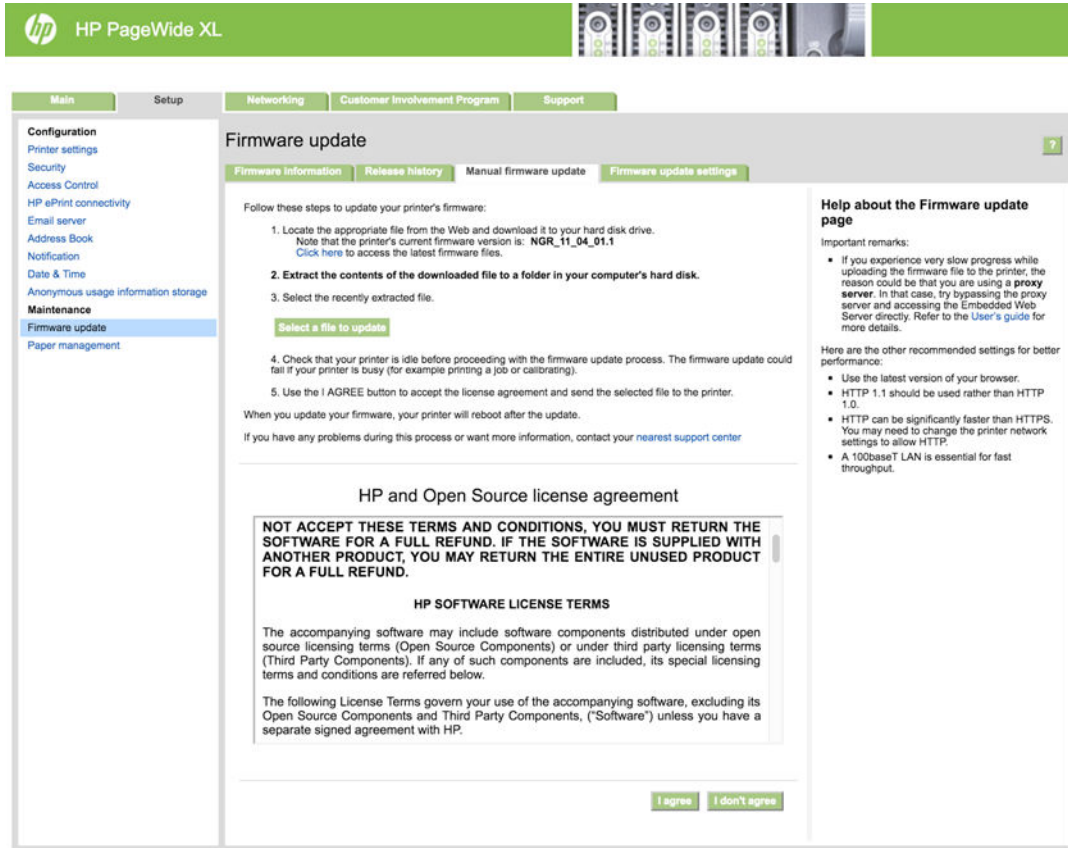 hp HP PageWide XL
Main Setup Networking Customer Involvement Program Support
Configuration
Printer settings
Security
Access Control
HP ePrint connectivity
Email server
Address Book
Notification
Date & Time
Anonymous usage information storage
Maintenance
Firmware update
Paper management
Firmware update
?
Firmware information Release history Manual firmware update Firmware update settings
Follow these steps to update your printer's firmware:
1. Locate the appropriate file from the Web and download it to your hard disk drive.
Note that the printer's current firmware version is: NGR_11_04_01.1
Click here to access the latest firmware files.
2. Extract the contents of the downloaded file to a folder in your computer's hard disk.
3. Select the recently extracted file.
Select a file to update
4. Check that your printer is idle before proceeding with the firmware update process. The firmware update could
fail if your printer is busy (for example printing a job or calibrating).
5. Use the I AGREE button to accept the license agreement and send the selected file to the printer.
When you update your firmware, your printer will reboot after the update.
If you have any problems during this process or want more information, contact your nearest support center
HP and Open Source license agreement
NOT ACCEPT THESE TERMS AND CONDITIONS, YOU MUST RETURN THE
SOFTWARE FOR A FULL REFUND. IF THE SOFTWARE IS SUPPLIED WITH
ANOTHER PRODUCT, YOU MAY RETURN THE ENTIRE UNUSED PRODUCT
FOR A FULL REFUND.
HP SOFTWARE LICENSE TERMS
The accompanying software may include software components distributed under open
source licensing terms (Open Source Components) or under third party licensing terms
(Third Party Components). If any of such components are included, its special licensing
terms and conditions are referred below.
The following License Terms govern your use of the accompanying software, excluding its
Open Source Components and Third Party Components, ("Software") unless you have a
separate signed agreement with HP.
I agree I don't agree
Help about the Firmware update
page
Important remarks:
▪ If you experience very slow progress while
uploading the firmware file to the printer, the
reason could be that you are using a proxy
server. In that case, try bypassing the proxy
server and accessing the Embedded Web
Server directly. Refer to the User's guide for
more details.
Here are the other recommended settings for better
performance:
▪ Use the latest version of your browser.
▪ HTTP 1.1 should be used rather than HTTP
1.0.
▪ HTTP can be significantly faster than HTTPS.
You may need to change the printer network
settings to allow HTTP.
▪ A 100baseT LAN is essential for fast
throughput.